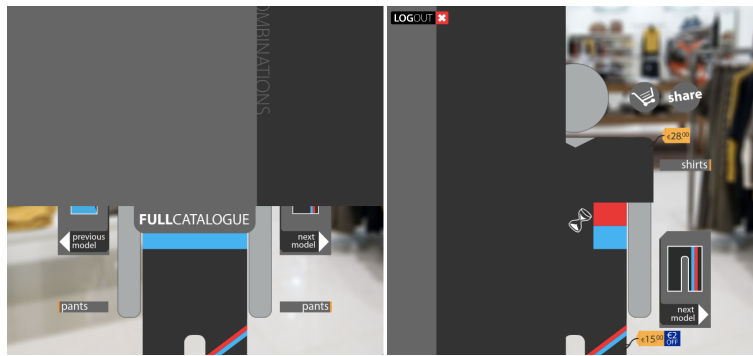 OMBINATIONS
FULLCATALOGUE
previous
model
next
model
pants
pants
LOGOUT
share
€28.00
shirts
next
model
€15.00
€2
OFF